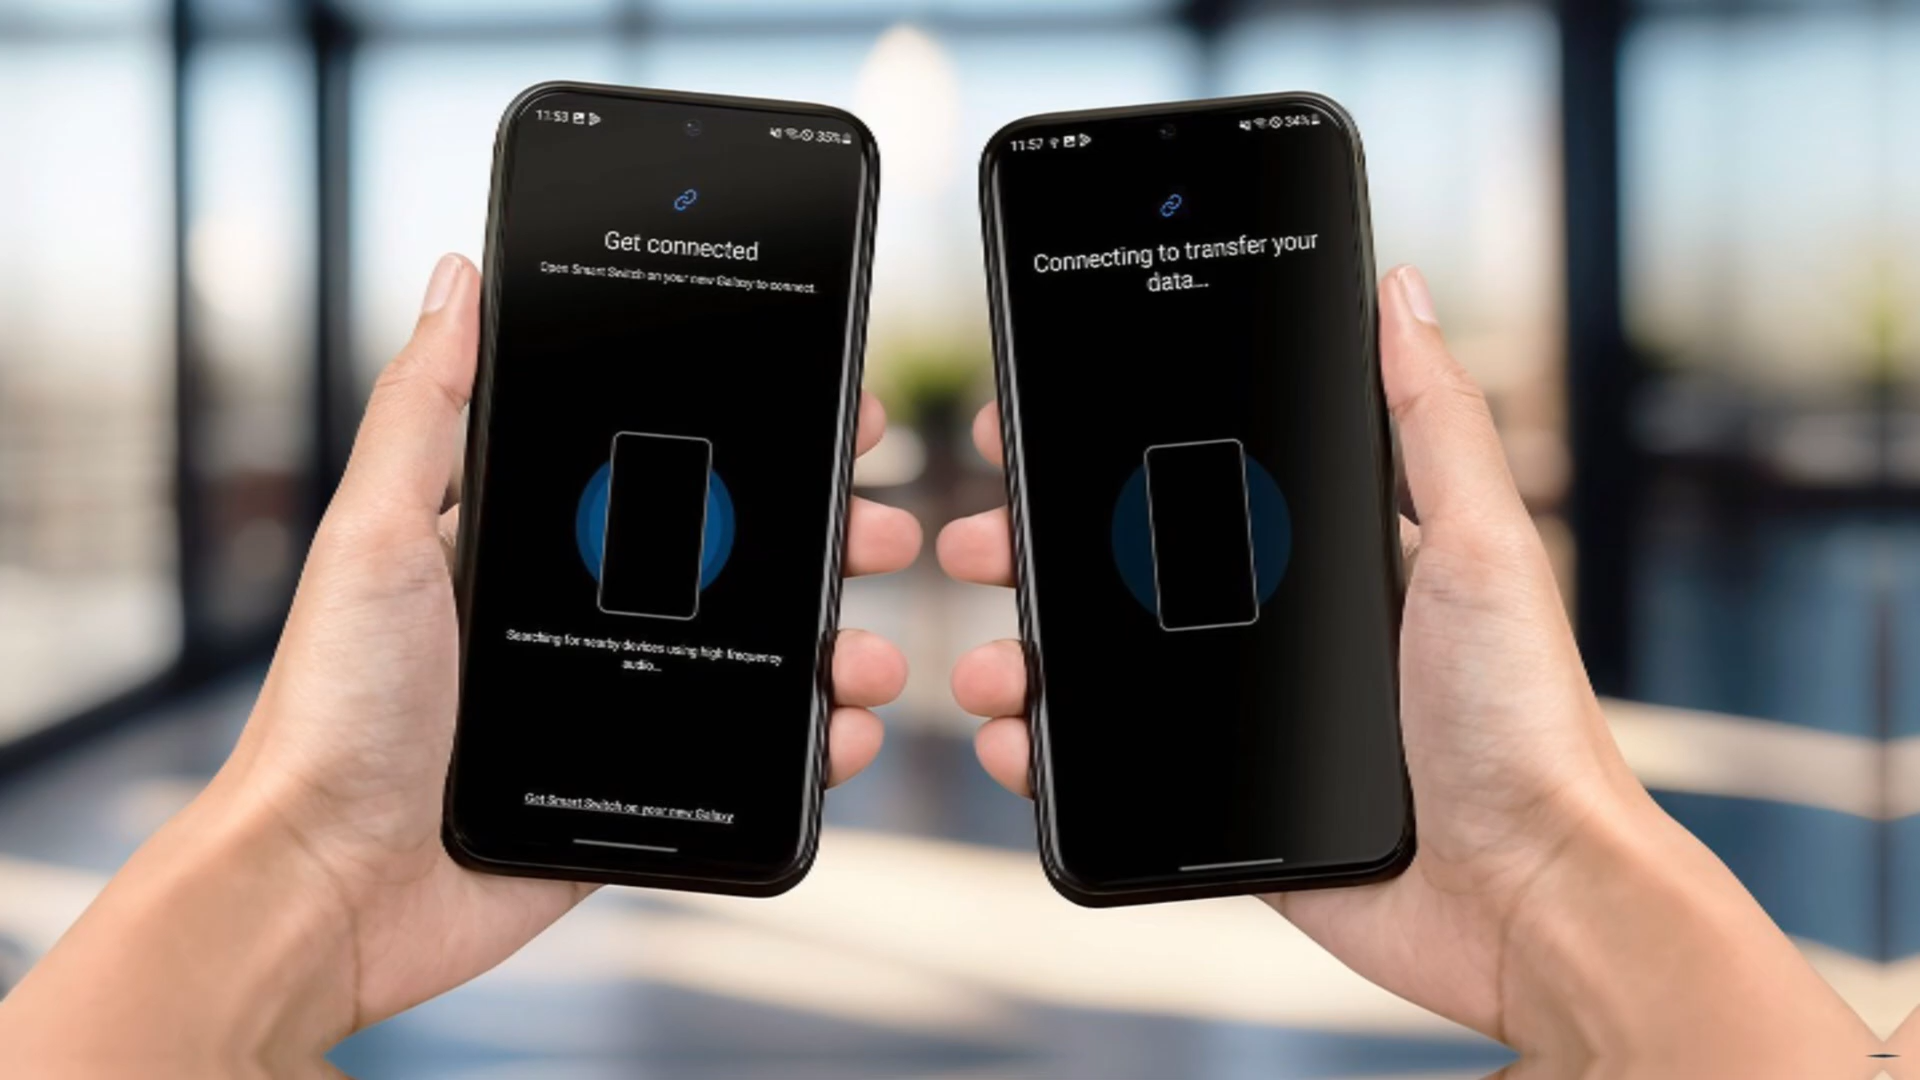 11:53
35%
Get connected
Open Smart Switch on your new Galaxy to connect.
Searching for nearby devices using high frequency
audio...
Get Smart Switch on your new Galaxy
11:57
34%
Connecting to transfer your
data...